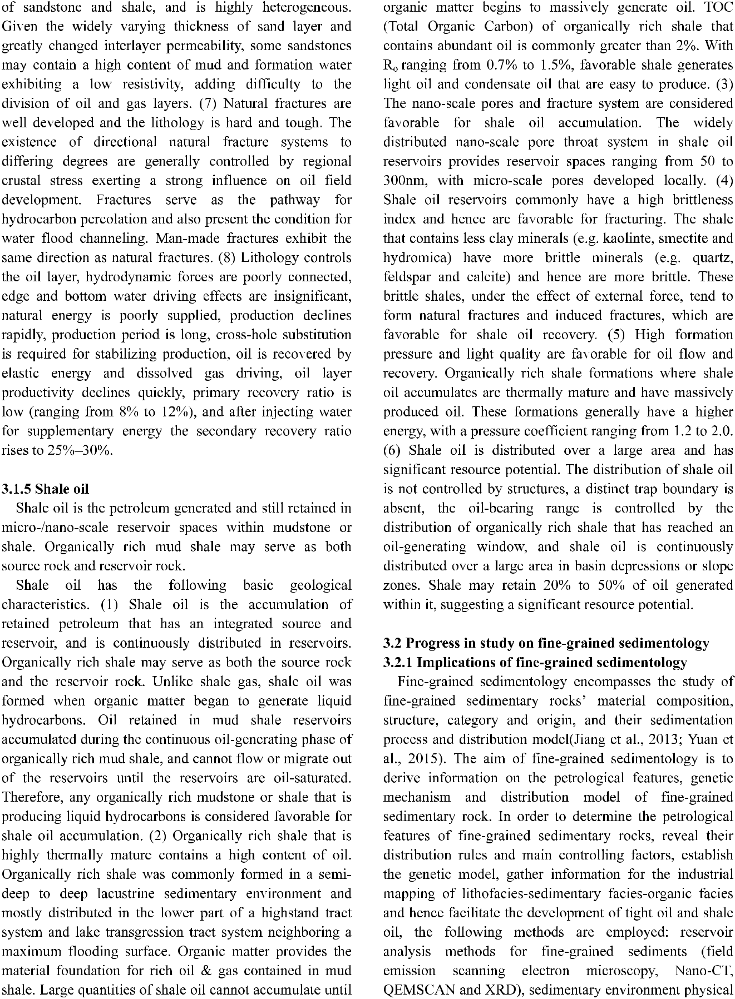 of sandstone and shale, and is highly heterogeneous.
Given the widely varying thickness of sand layer and
greatly changed interlayer permeability, some sandstones
may contain a high content of mud and formation water
exhibiting a low resistivity, adding difficulty to the
division of oil and gas layers. (7) Natural fractures are
well developed and the lithology is hard and tough. The
existence of directional natural fracture systems to
differing degrees are generally controlled by regional
crustal stress exerting a strong influence on oil field
development. Fractures serve as the pathway for
hydrocarbon percolation and also present the condition for
water flood channeling. Man-made fractures exhibit the
same direction as natural fractures. (8) Lithology controls
the oil layer, hydrodynamic forces are poorly connected,
edge and bottom water driving effects are insignificant,
natural energy is poorly supplied, production declines
rapidly, production period is long, cross-hole substitution
is required for stabilizing production, oil is recovered by
elastic energy and dissolved gas driving, oil layer
productivity declines quickly, primary recovery ratio is
low (ranging from 8% to 12%), and after injecting water
for supplementary energy the secondary recovery ratio
rises to 25%–30%.
3.1.5 Shale oil
Shale oil is the petroleum generated and still retained in
micro-/nano-scale reservoir spaces within mudstone or
shale. Organically rich mud shale may serve as both
source rock and reservoir rock.
Shale oil has the following basic geological
characteristics. (1) Shale oil is the accumulation of
retained petroleum that has an integrated source and
reservoir, and is continuously distributed in reservoirs.
Organically rich shale may serve as both the source rock
and the reservoir rock. Unlike shale gas, shale oil was
formed when organic matter began to generate liquid
hydrocarbons. Oil retained in mud shale reservoirs
accumulated during the continuous oil-generating phase of
organically rich mud shale, and cannot flow or migrate out
of the reservoirs until the reservoirs are oil-saturated.
Therefore, any organically rich mudstone or shale that is
producing liquid hydrocarbons is considered favorable for
shale oil accumulation. (2) Organically rich shale that is
highly thermally mature contains a high content of oil.
Organically rich shale was commonly formed in a semi-
deep to deep lacustrine sedimentary environment and
mostly distributed in the lower part of a highstand tract
system and lake transgression tract system neighboring a
maximum flooding surface. Organic matter provides the
material foundation for rich oil & gas contained in mud
shale. Large quantities of shale oil cannot accumulate until
organic matter begins to massively generate oil. TOC
(Total Organic Carbon) of organically rich shale that
contains abundant oil is commonly greater than 2%. With
Ro ranging from 0.7% to 1.5%, favorable shale generates
light oil and condensate oil that are easy to produce. (3)
The nano-scale pores and fracture system are considered
favorable for shale oil accumulation. The widely
distributed nano-scale pore throat system in shale oil
reservoirs provides reservoir spaces ranging from 50 to
300nm, with micro-scale pores developed locally. (4)
Shale oil reservoirs commonly have a high brittleness
index and hence are favorable for fracturing. The shale
that contains less clay minerals (e.g. kaolinte, smectite and
hydromica) have more brittle minerals (e.g. quartz,
feldspar and calcite) and hence are more brittle. These
brittle shales, under the effect of external force, tend to
form natural fractures and induced fractures, which are
favorable for shale oil recovery. (5) High formation
pressure and light quality are favorable for oil flow and
recovery. Organically rich shale formations where shale
oil accumulates are thermally mature and have massively
produced oil. These formations generally have a higher
energy, with a pressure coefficient ranging from 1.2 to 2.0.
(6) Shale oil is distributed over a large area and has
significant resource potential. The distribution of shale oil
is not controlled by structures, a distinct trap boundary is
absent, the oil-bearing range is controlled by the
distribution of organically rich shale that has reached an
oil-generating window, and shale oil is continuously
distributed over a large area in basin depressions or slope
zones. Shale may retain 20% to 50% of oil generated
within it, suggesting a significant resource potential.
3.2 Progress in study on fine-grained sedimentology
3.2.1 Implications of fine-grained sedimentology
Fine-grained sedimentology encompasses the study of
fine-grained sedimentary rocks’ material composition,
structure, category and origin, and their sedimentation
process and distribution model(Jiang et al., 2013; Yuan et
al., 2015). The aim of fine-grained sedimentology is to
derive information on the petrological features, genetic
mechanism and distribution model of fine-grained
sedimentary rock. In order to determine the petrological
features of fine-grained sedimentary rocks, reveal their
distribution rules and main controlling factors, establish
the genetic model, gather information for the industrial
mapping of lithofacies-sedimentary facies-organic facies
and hence facilitate the development of tight oil and shale
oil, the following methods are employed: reservoir
analysis methods for fine-grained sediments (field
emission scanning electron microscopy, Nano-CT,
QEMSCAN and XRD), sedimentary environment physical